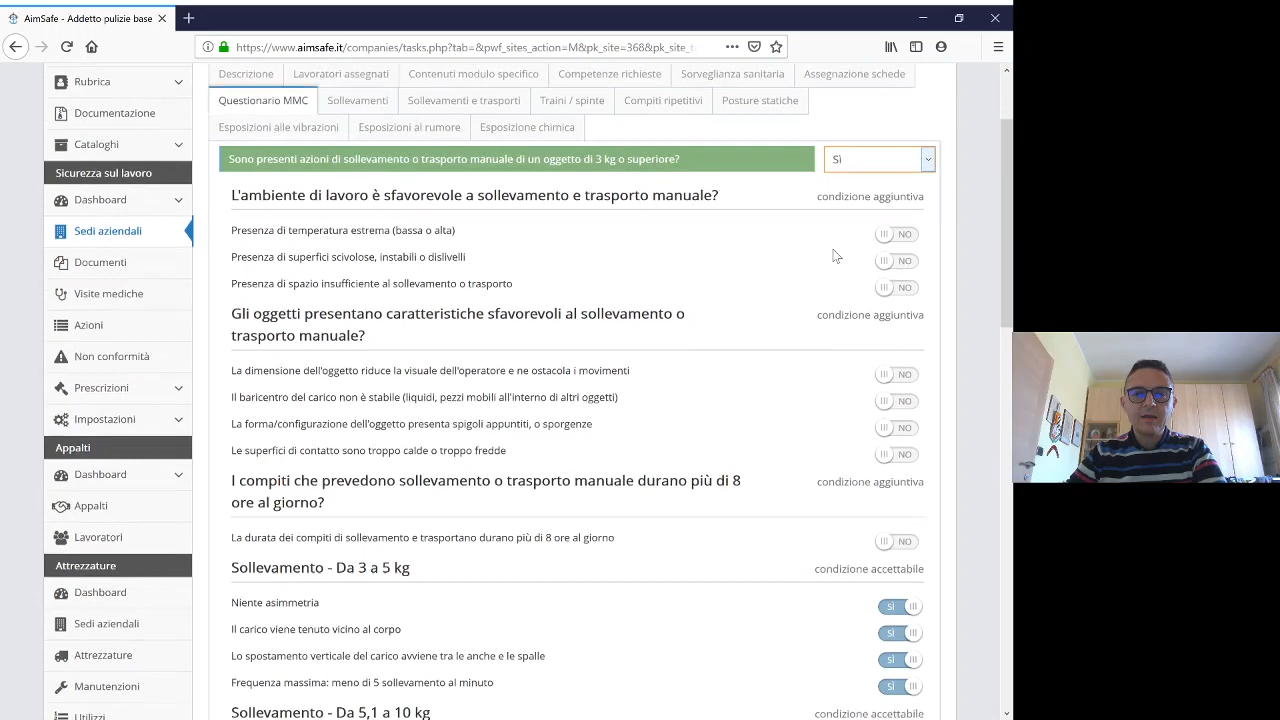 AimSafe - Addetto pulizie base
https://www.aimsafe.it/companies/tasks.php?tab=&pwf_sites_action=M&pk_site=368&pk_site_t
Rubrica
Documentazione
Cataloghi
Sicurezza sul lavoro
Dashboard
Sedi aziendali
Documenti
Visite mediche
Azioni
Non conformità
Prescrizioni
Impostazioni
Appalti
Dashboard
Appalti
Lavoratori
Attrezzature
Dashboard
Sedi aziendali
Attrezzature
Manutenzioni
Utilizzi
Descrizione Lavoratori assegnati Contenuti modulo specifico Competenze richieste Sorveglianza sanitaria Assegnazione schede
Questionario MMC Sollevamenti Sollevamenti e trasporti Traini / spinte Compiti ripetitivi Posture statiche
Esposizioni alle vibrazioni Esposizioni al rumore Esposizione chimica
Sono presenti azioni di sollevamento o trasporto manuale di un oggetto di 3 kg o superiore? Sì
L'ambiente di lavoro è sfavorevole a sollevamento e trasporto manuale? condizione aggiuntiva
Presenza di temperatura estrema (bassa o alta) NO
Presenza di superfici scivolose, instabili o dislivelli NO
Presenza di spazio insufficiente al sollevamento o trasporto NO
Gli oggetti presentano caratteristiche sfavorevoli al sollevamento o condizione aggiuntiva
trasporto manuale?
La dimensione dell'oggetto riduce la visuale dell'operatore e ne ostacola i movimenti NO
Il baricentro del carico non è stabile (liquidi, pezzi mobili all'interno di altri oggetti) NO
La forma/configurazione dell'oggetto presenta spigoli appuntiti, o sporgenze NO
Le superfici di contatto sono troppo calde o troppo fredde NO
I compiti che prevedono sollevamento o trasporto manuale durano più di 8 condizione aggiuntiva
ore al giorno?
La durata dei compiti di sollevamento e trasportano durano più di 8 ore al giorno NO
Sollevamento - Da 3 a 5 kg condizione accettabile
Niente asimmetria SÌ
Il carico viene tenuto vicino al corpo SÌ
Lo spostamento verticale del carico avviene tra le anche e le spalle SÌ
Frequenza massima: meno di 5 sollevamento al minuto SÌ
Sollevamento - Da 5,1 a 10 kg condizione accettabile